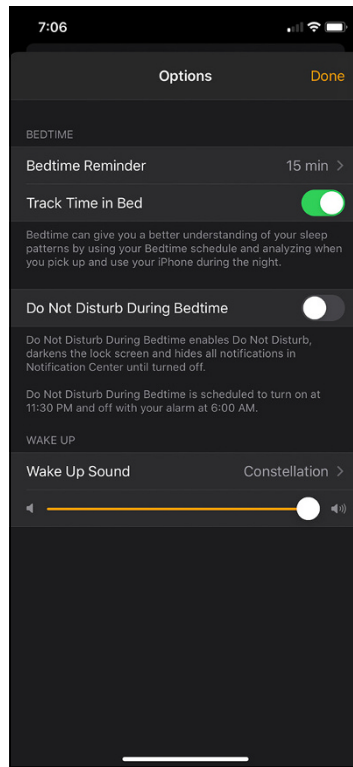 7:06
Options
Done
BEDTIME
Bedtime Reminder
15 min
Track Time in Bed
Bedtime can give you a better understanding of your sleep
patterns by using your Bedtime schedule and analyzing when
you pick up and use your iPhone during the night.
Do Not Disturb During Bedtime
Do Not Disturb During Bedtime enables Do Not Disturb,
darkens the lock screen and hides all notifications in
Notification Center until turned off.
Do Not Disturb During Bedtime is scheduled to turn on at
11:30 PM and off with your alarm at 6:00 AM.
WAKE UP
Wake Up Sound
Constellation